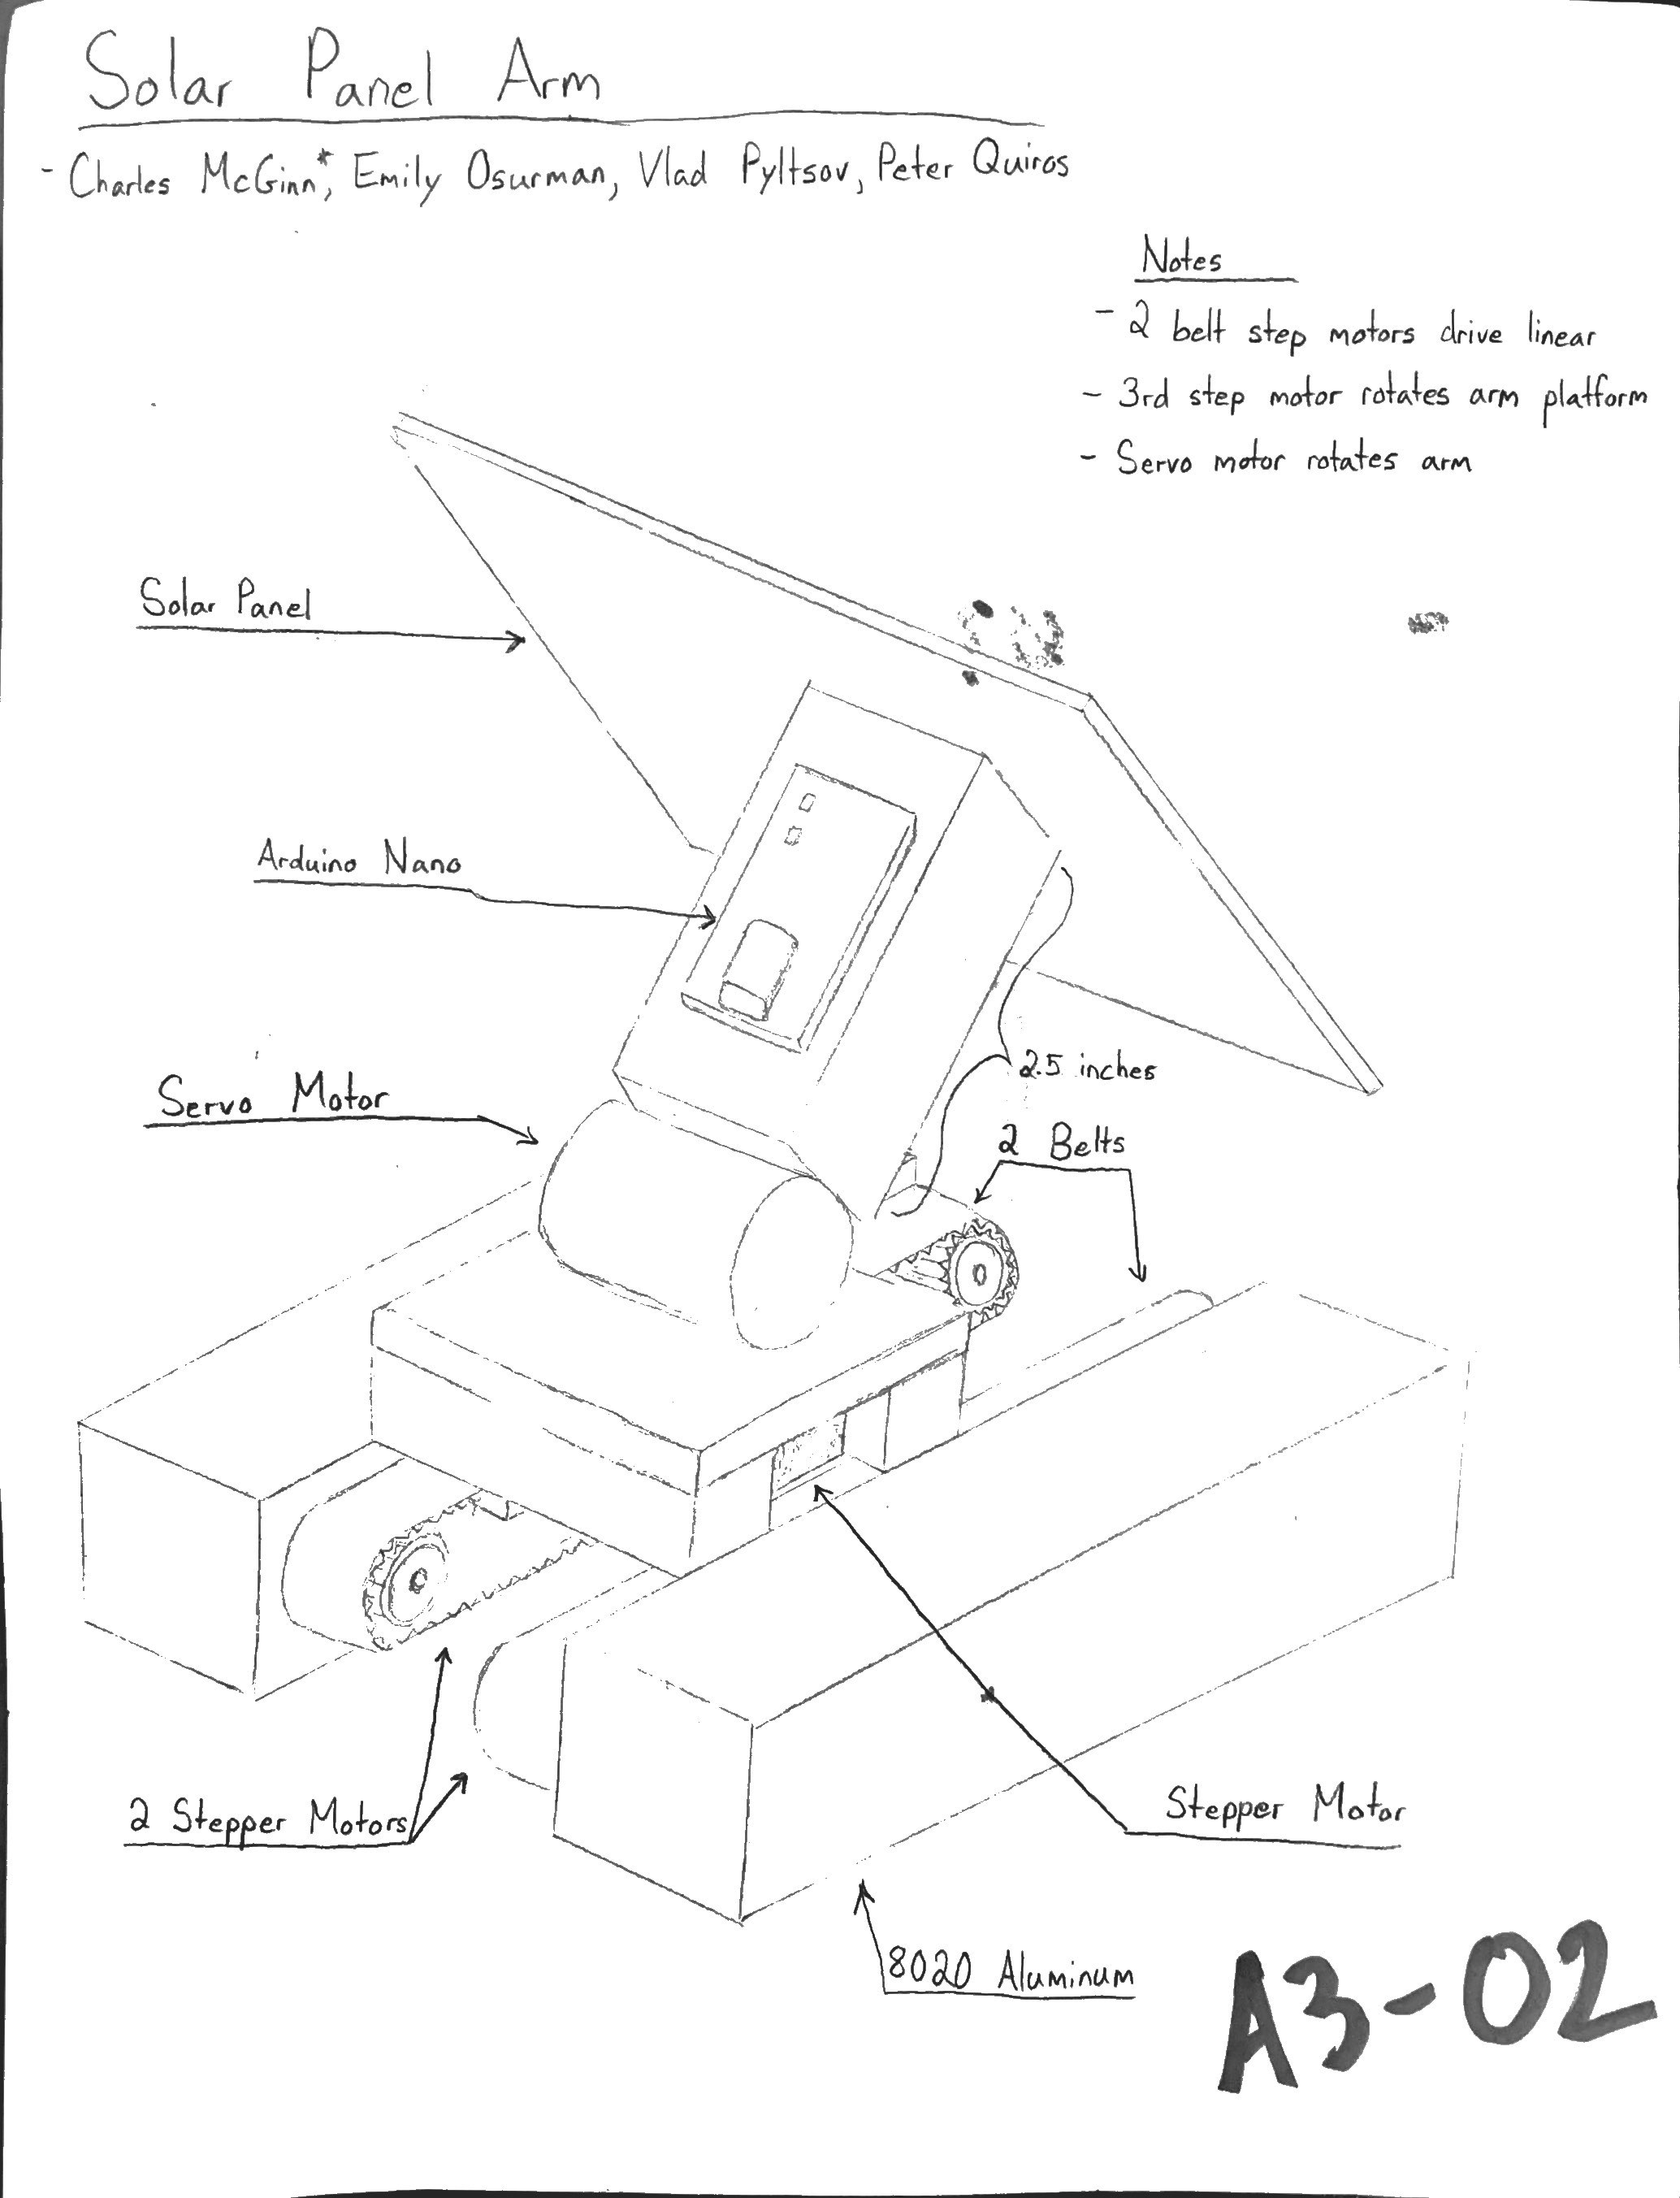 Solar Panel Arm
- Charles McGinn*, Emily Osurman, Vlad Pyltsov, Peter Quiros
Notes
- 2 belt step motors drive linear
- 3rd step motor rotates arm platform
- Servo motor rotates arm
Solar Panel
Arduino Nano
2.5 inches
Servo Motor
2 Belts
2 Stepper Motors
Stepper Motor
8020 Aluminum
A3-02